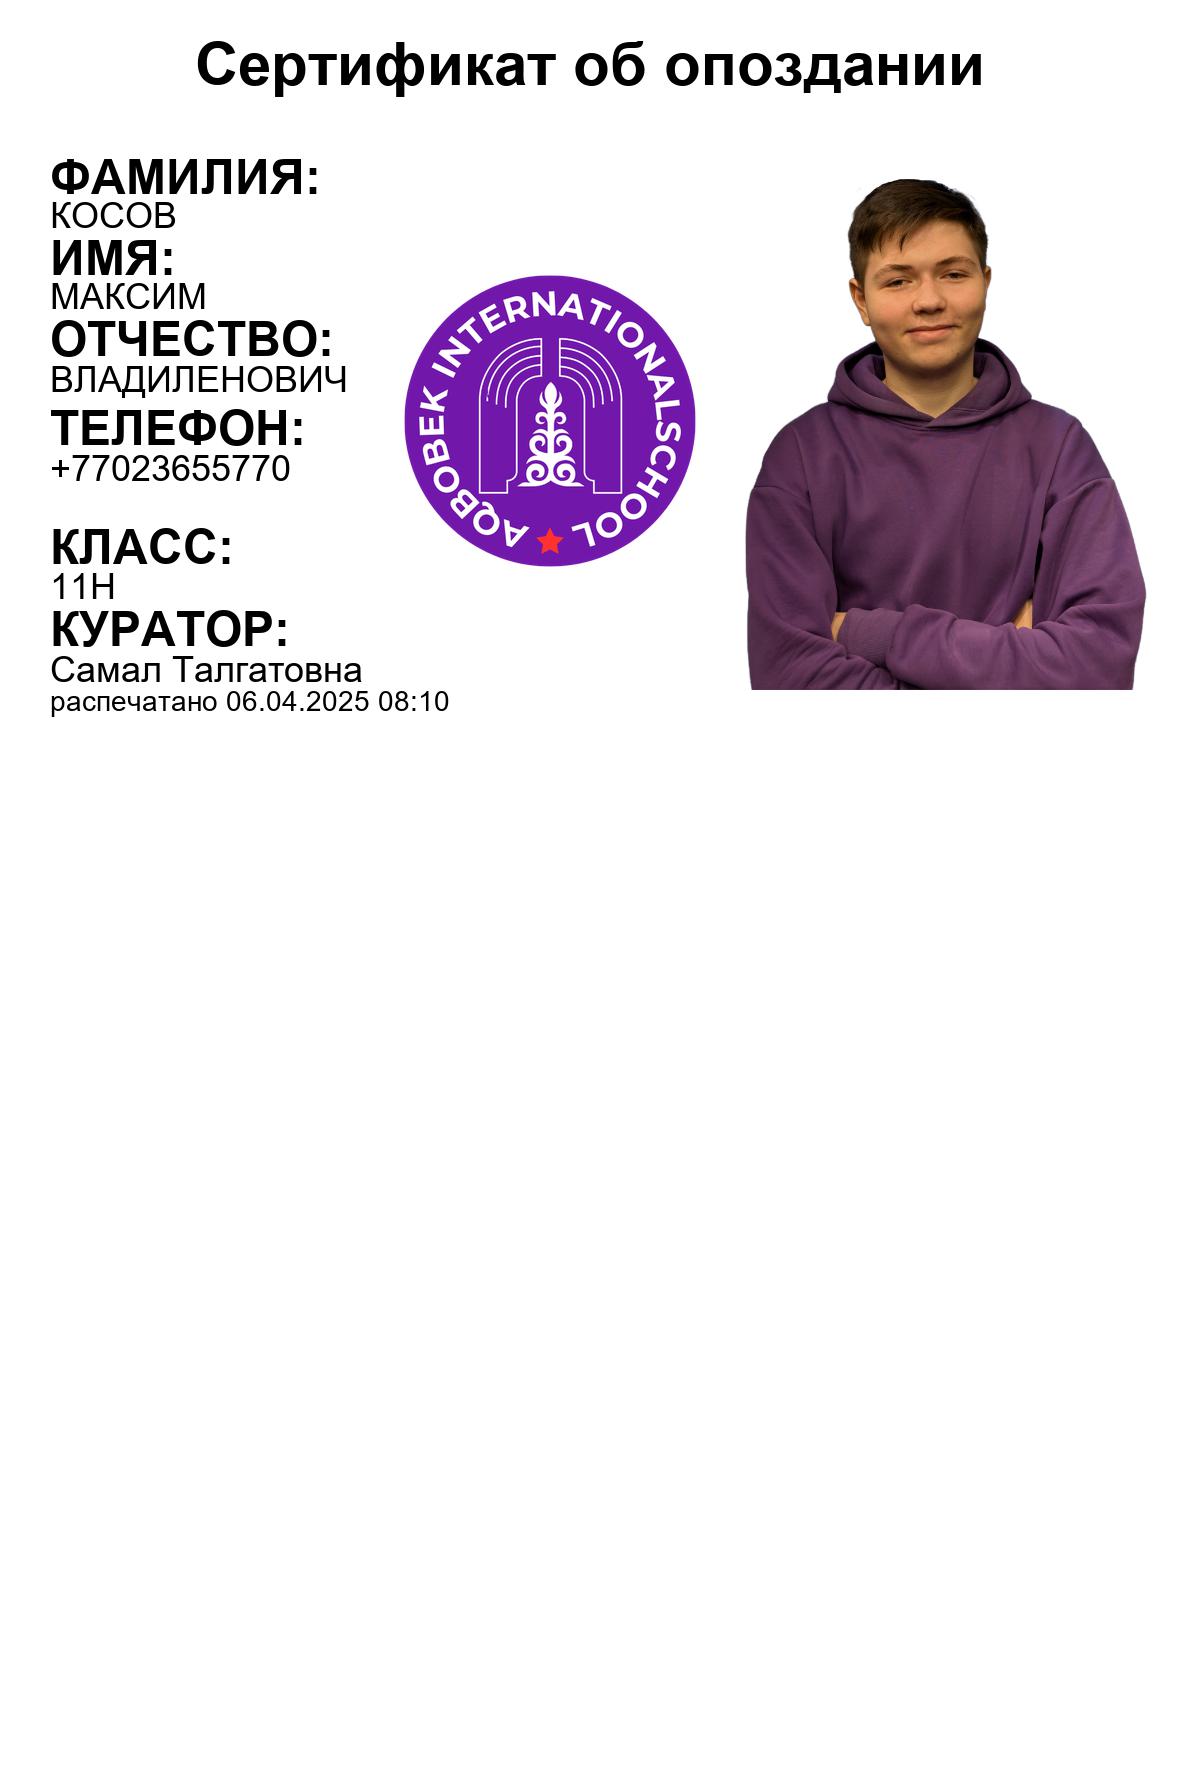 Сертификат об опоздании
ФАМИЛИЯ:
КОСОВ
ИМЯ:
МАКСИМ
ОТЧЕСТВО:
ВЛАДИЛЕНОВИЧ
ТЕЛЕФОН:
+77023655770
КЛАСС:
11Н
КУРАТОР:
Самал Талгатовна
распечатано 06.04.2025 08:10
AQBOBEK INTERNATIONALSCHOOL